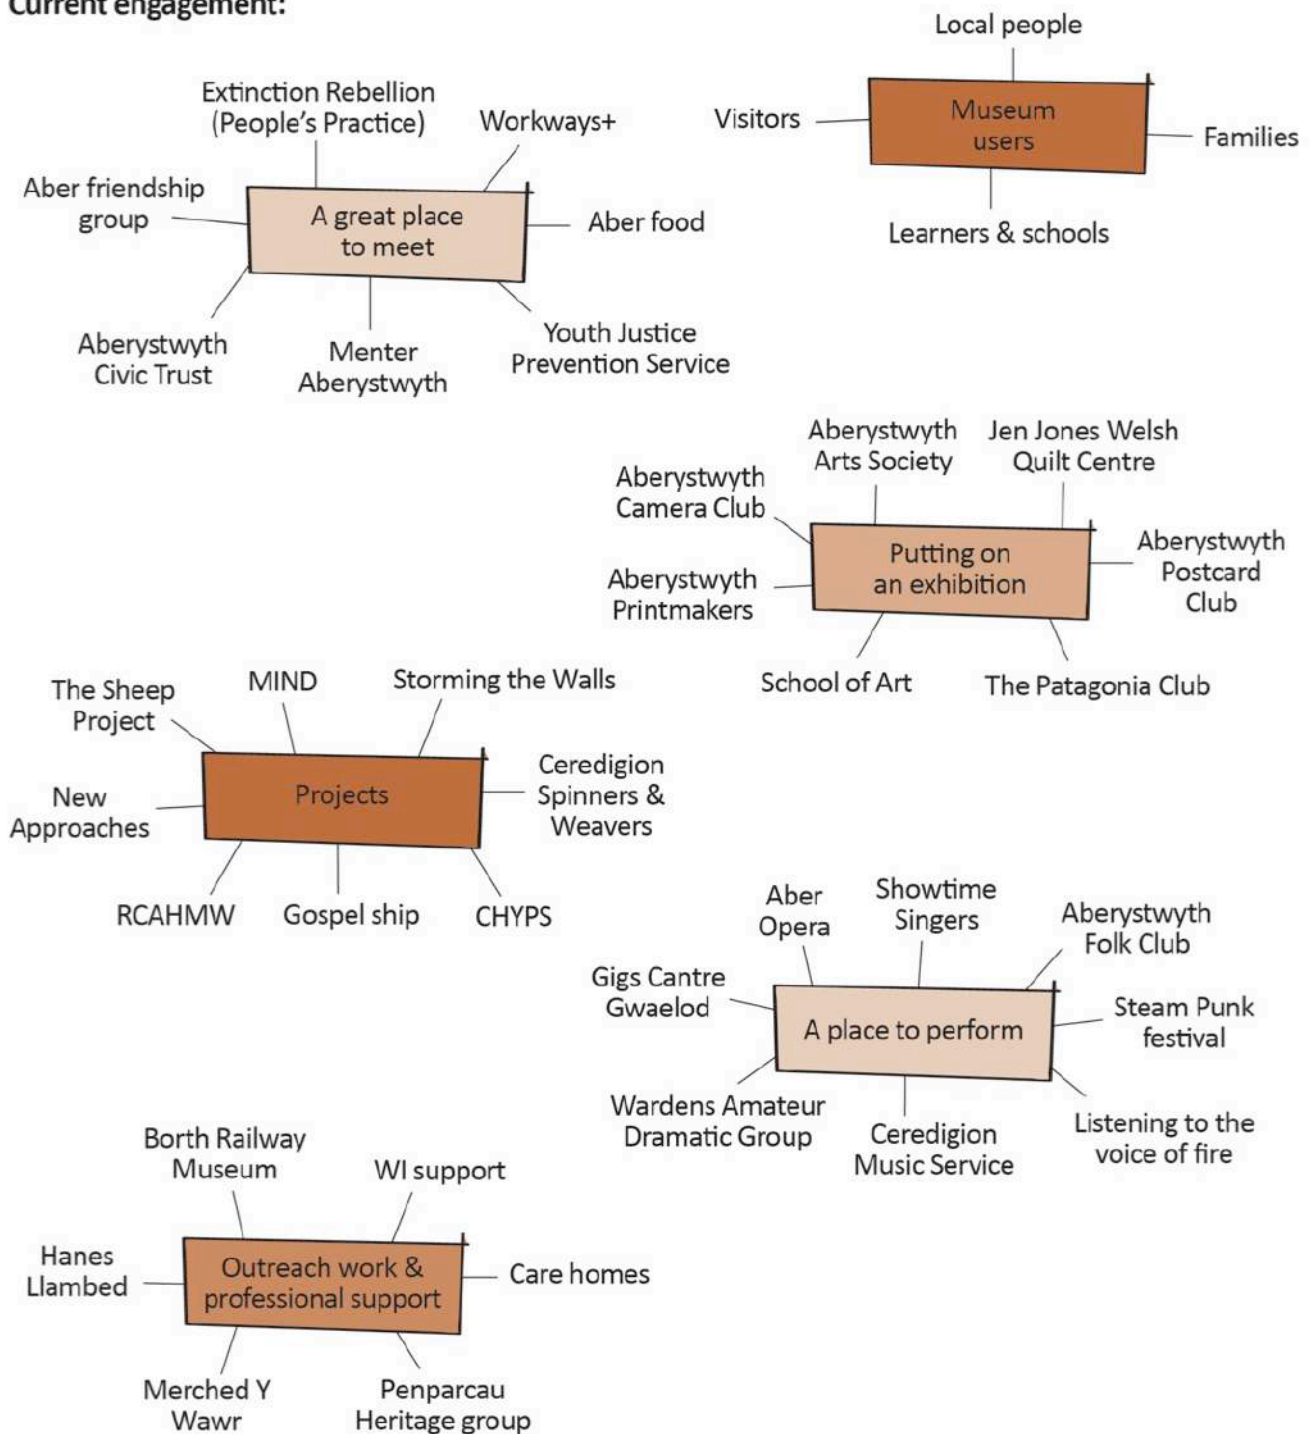 Current engagement:
Local people
Visitors
Museum
users
Families
Learners & schools
Extinction Rebellion
(People's Practice)
Workways+
Aber friendship
group
A great place
to meet
Aber food
Aberystwyth
Civic Trust
Menter
Aberystwyth
Youth Justice
Prevention Service
Aberystwyth
Arts Society
Jen Jones Welsh
Quilt Centre
Aberystwyth
Camera Club
Putting on
an exhibition
Aberystwyth
Postcard
Club
Aberystwyth
Printmakers
School of Art
The Patagonia Club
The Sheep
Project
MIND
Storming the Walls
New
Approaches
Projects
Ceredigion
Spinners &
Weavers
RCAHMW
Gospel ship
CHYPS
Aber
Opera
Showtime
Singers
Aberystwyth
Folk Club
Gigs Cantre
Gwaelod
A place to perform
Steam Punk
festival
Wardens Amateur
Dramatic Group
Ceredigion
Music Service
Listening to the
voice of fire
Borth Railway
Museum
WI support
Hanes
Llambed
Outreach work &
professional support
Care homes
Merched Y
Wawr
Penparcau
Heritage group